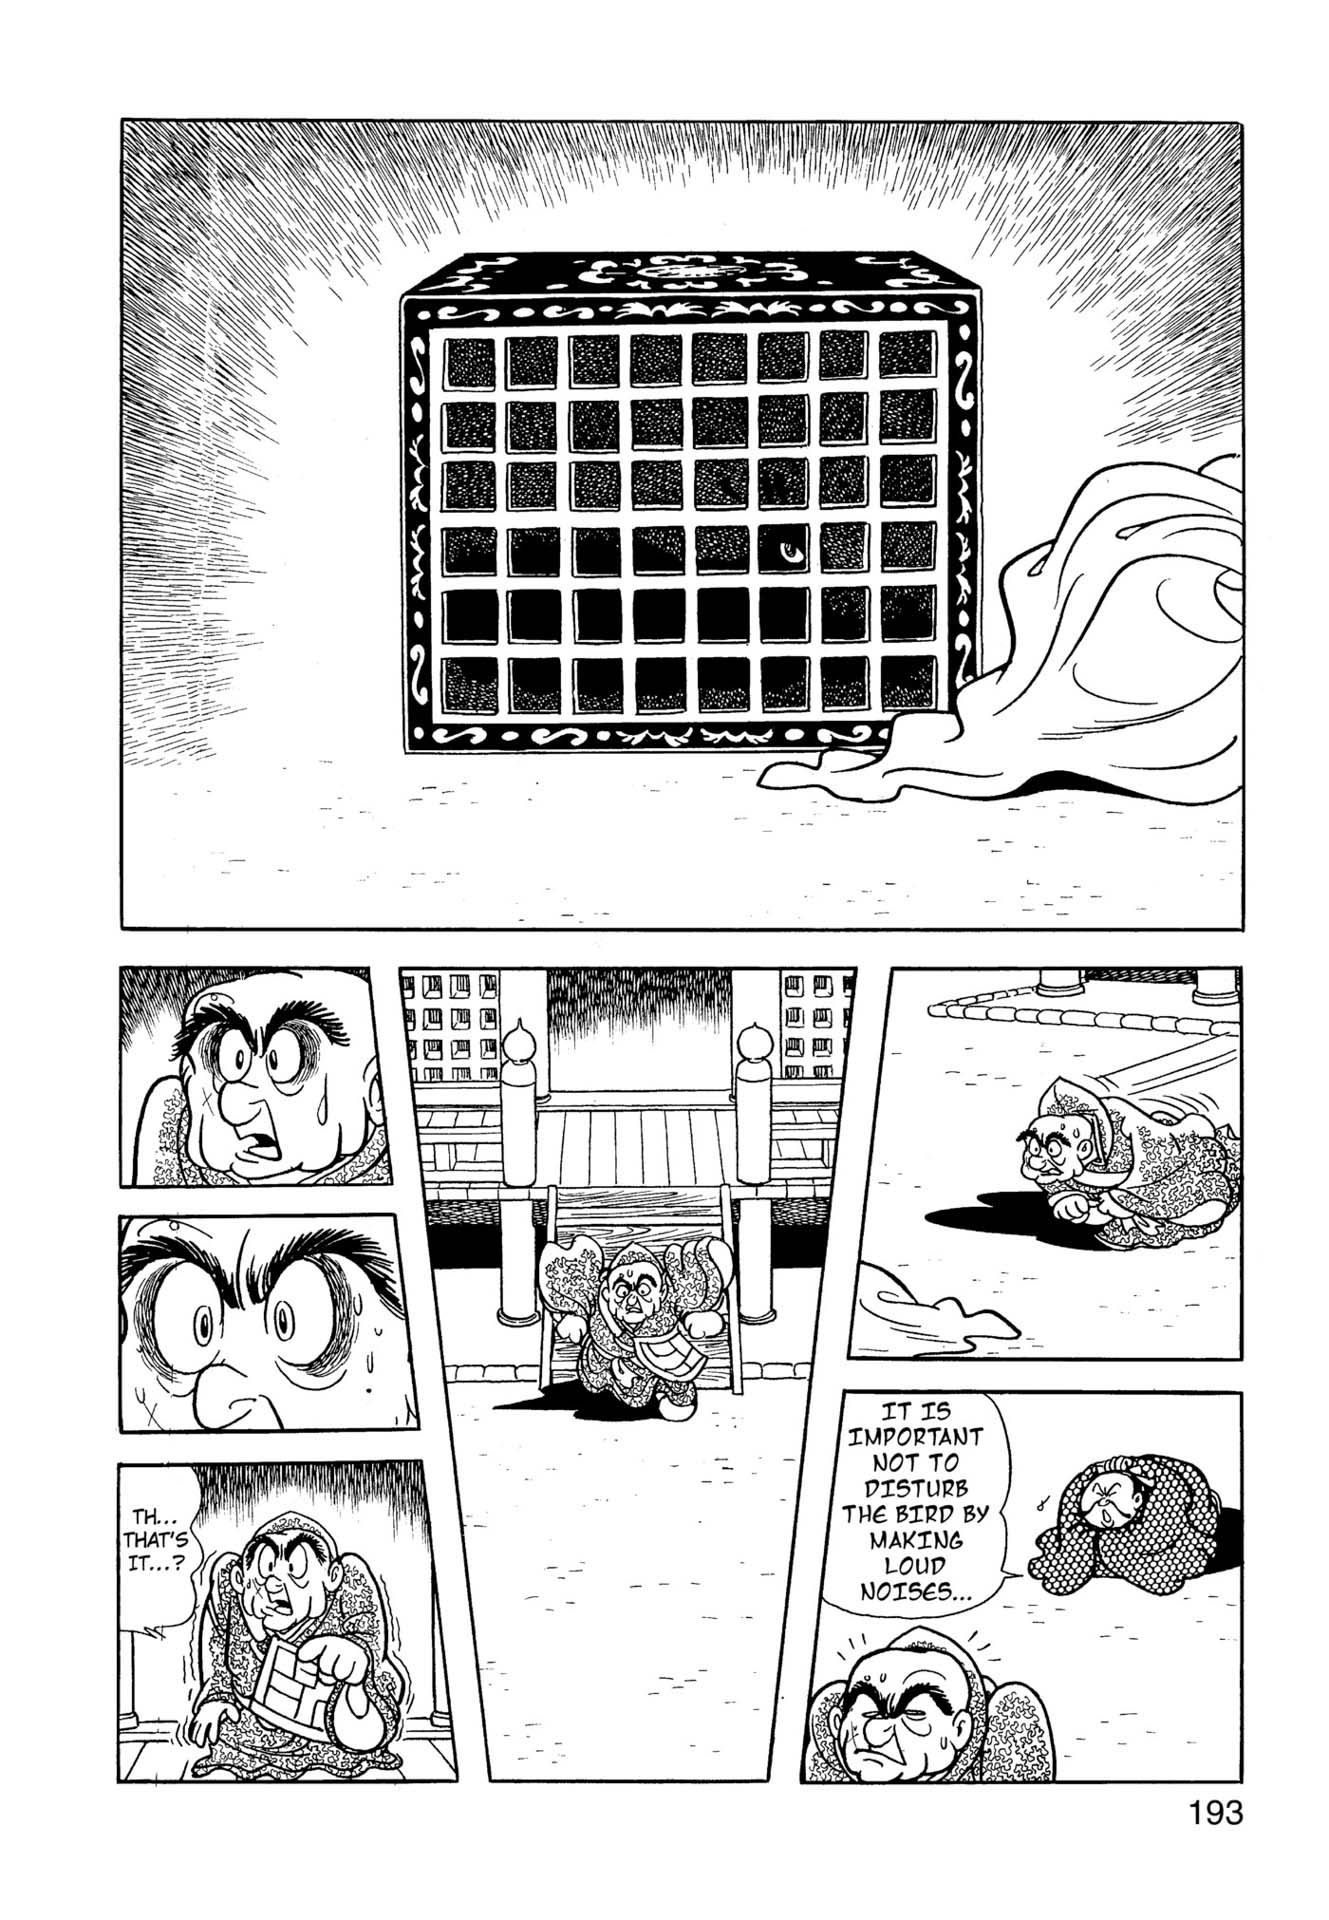 TH...
THAT'S
IT...?
IT IS
IMPORTANT
NOT TO
DISTURB
THE BIRD BY
MAKING
LOUD
NOISES...
193